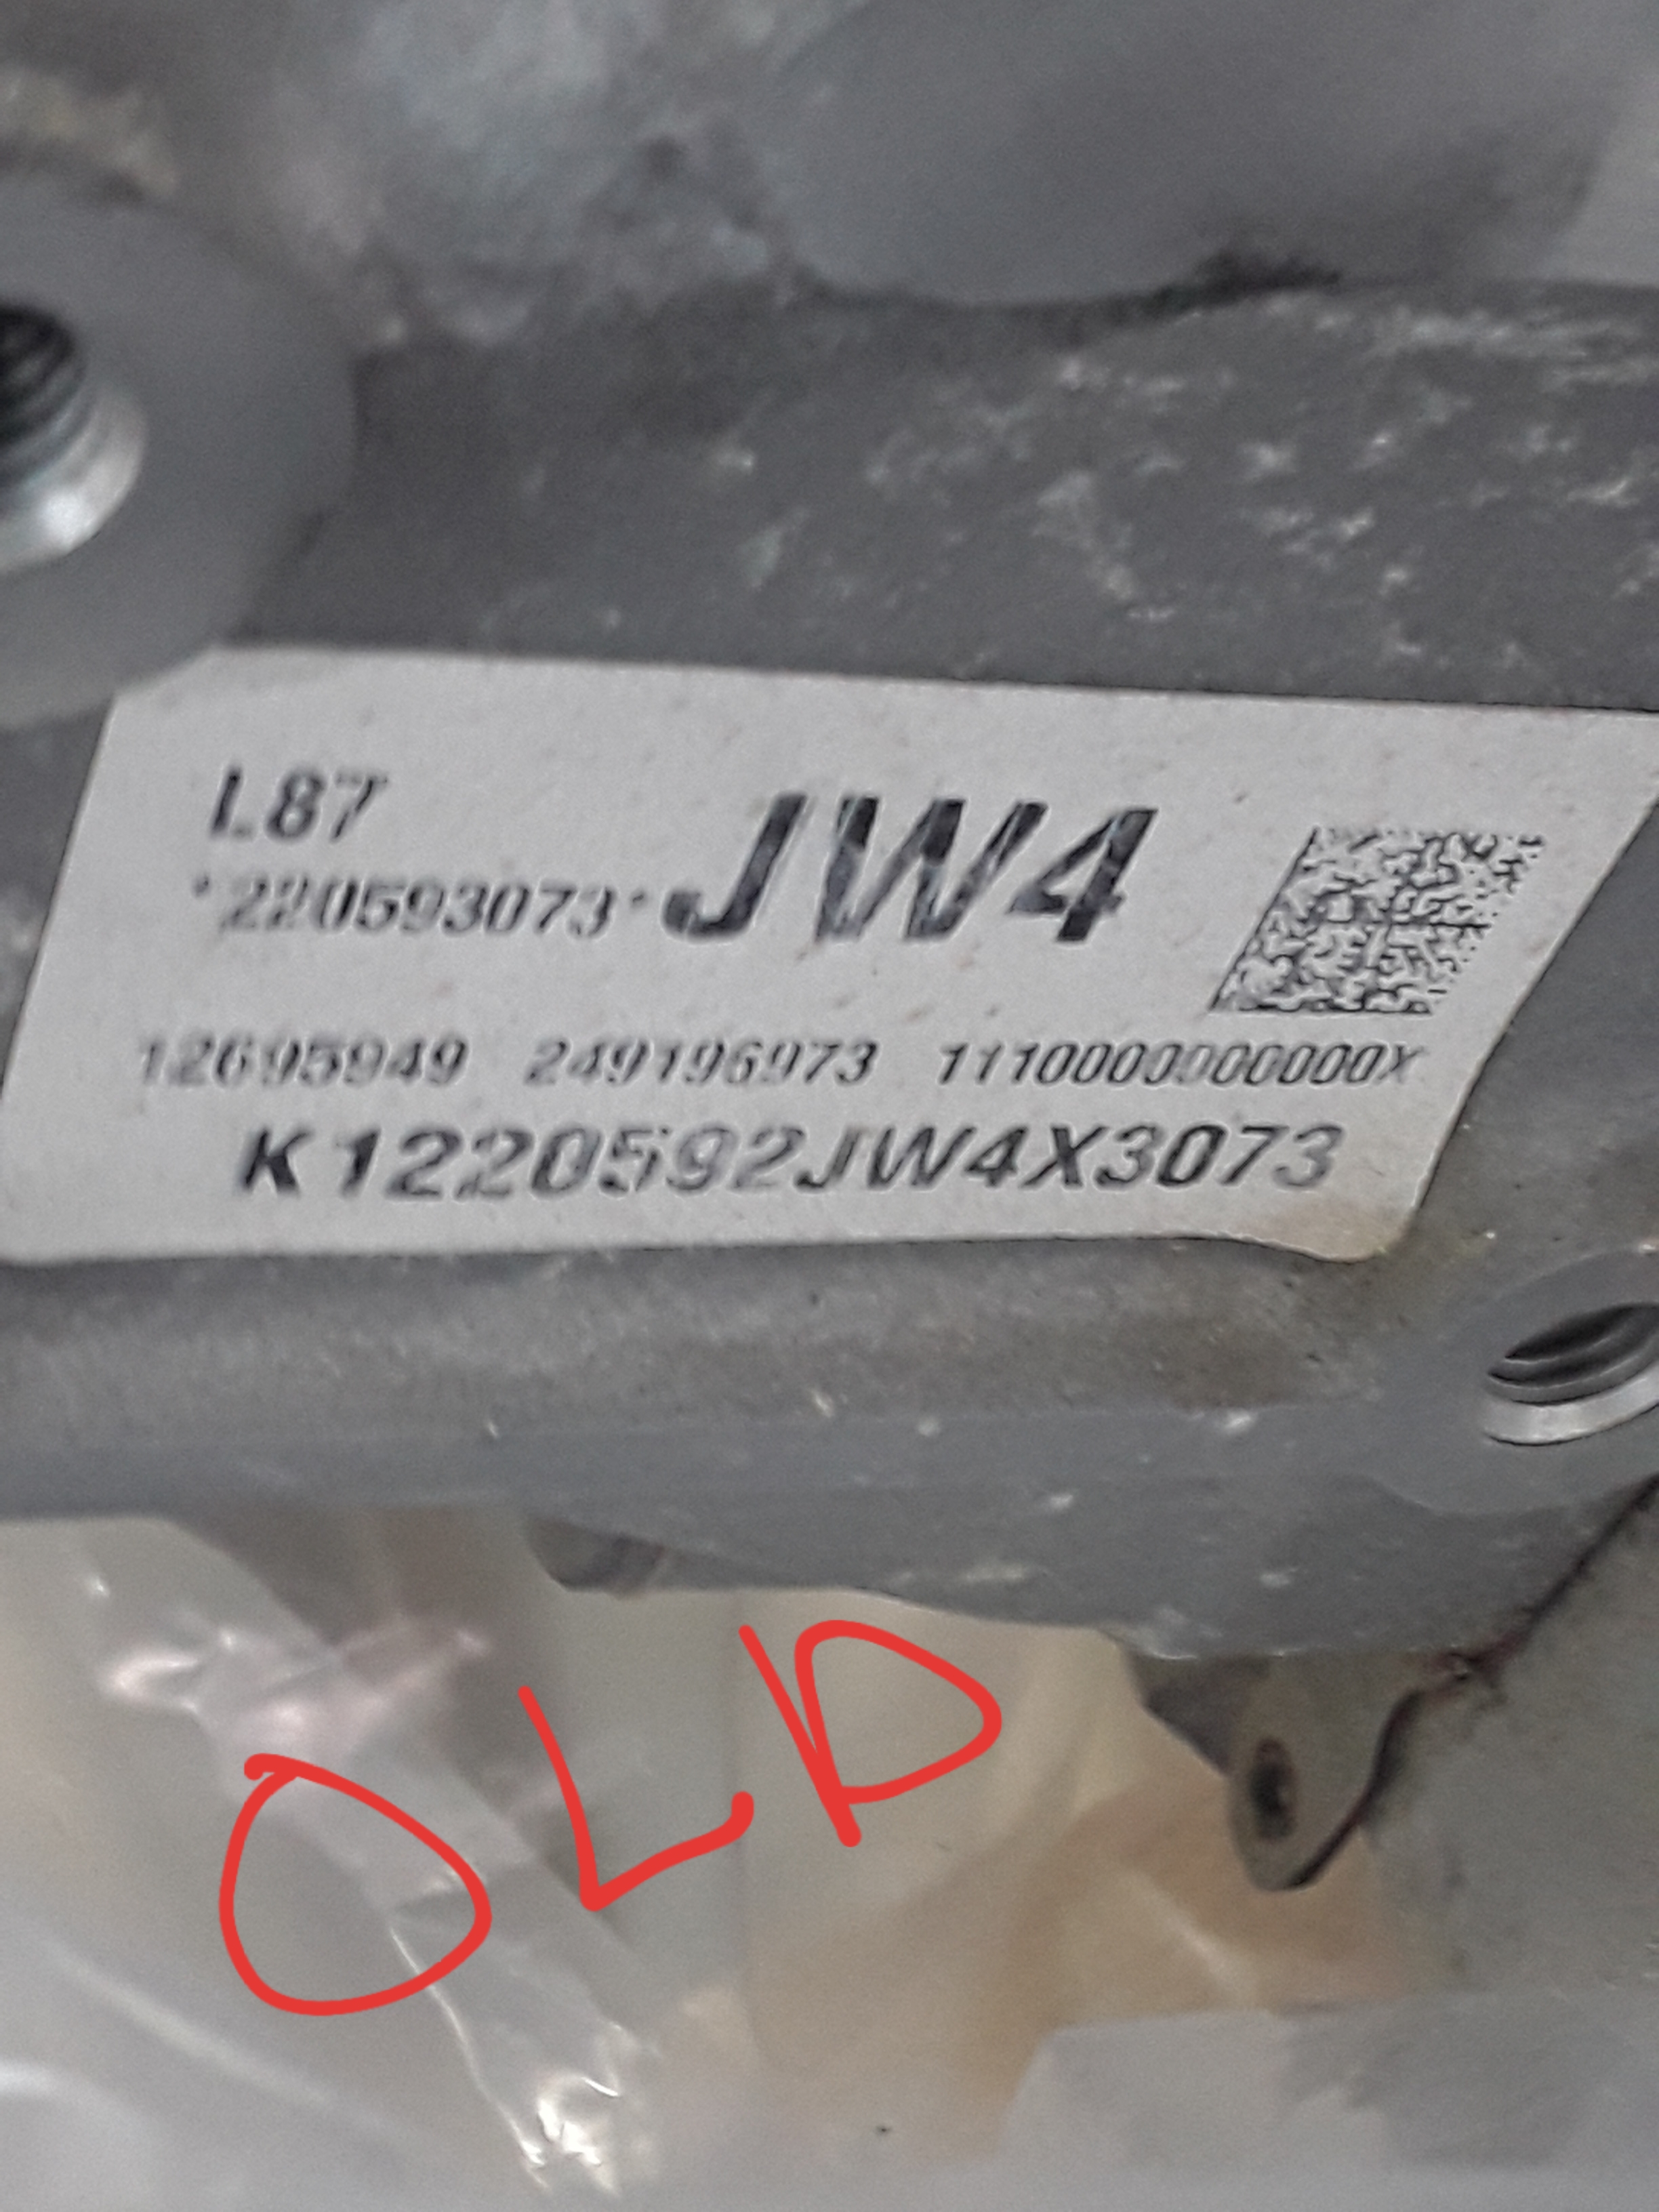 L87
*220593073*
JW4
12695949 249196973 1110000000000X
K1220592JW4X3073
OLD